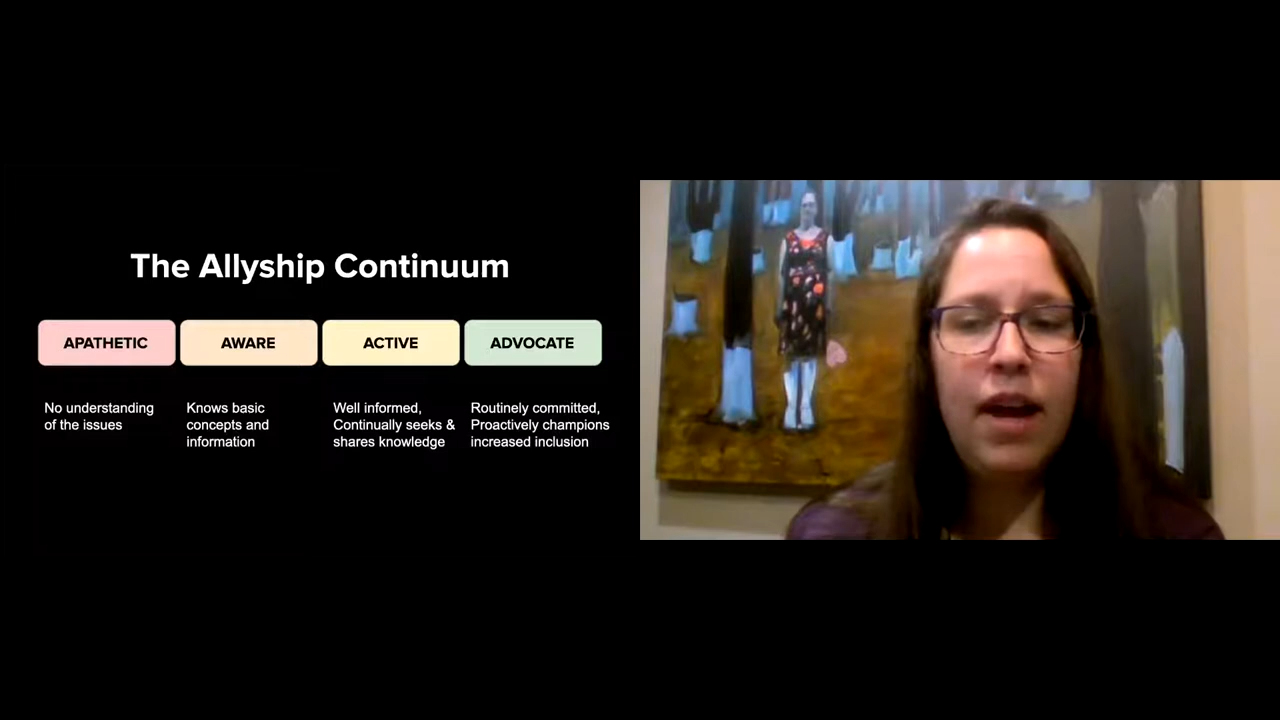 The Allyship Continuum
APATHETIC
AWARE
ACTIVE
ADVOCATE
No understanding
of the issues
Knows basic
concepts and
information
Well informed,
Continually seeks &
shares knowledge
Routinely committed,
Proactively champions
increased inclusion